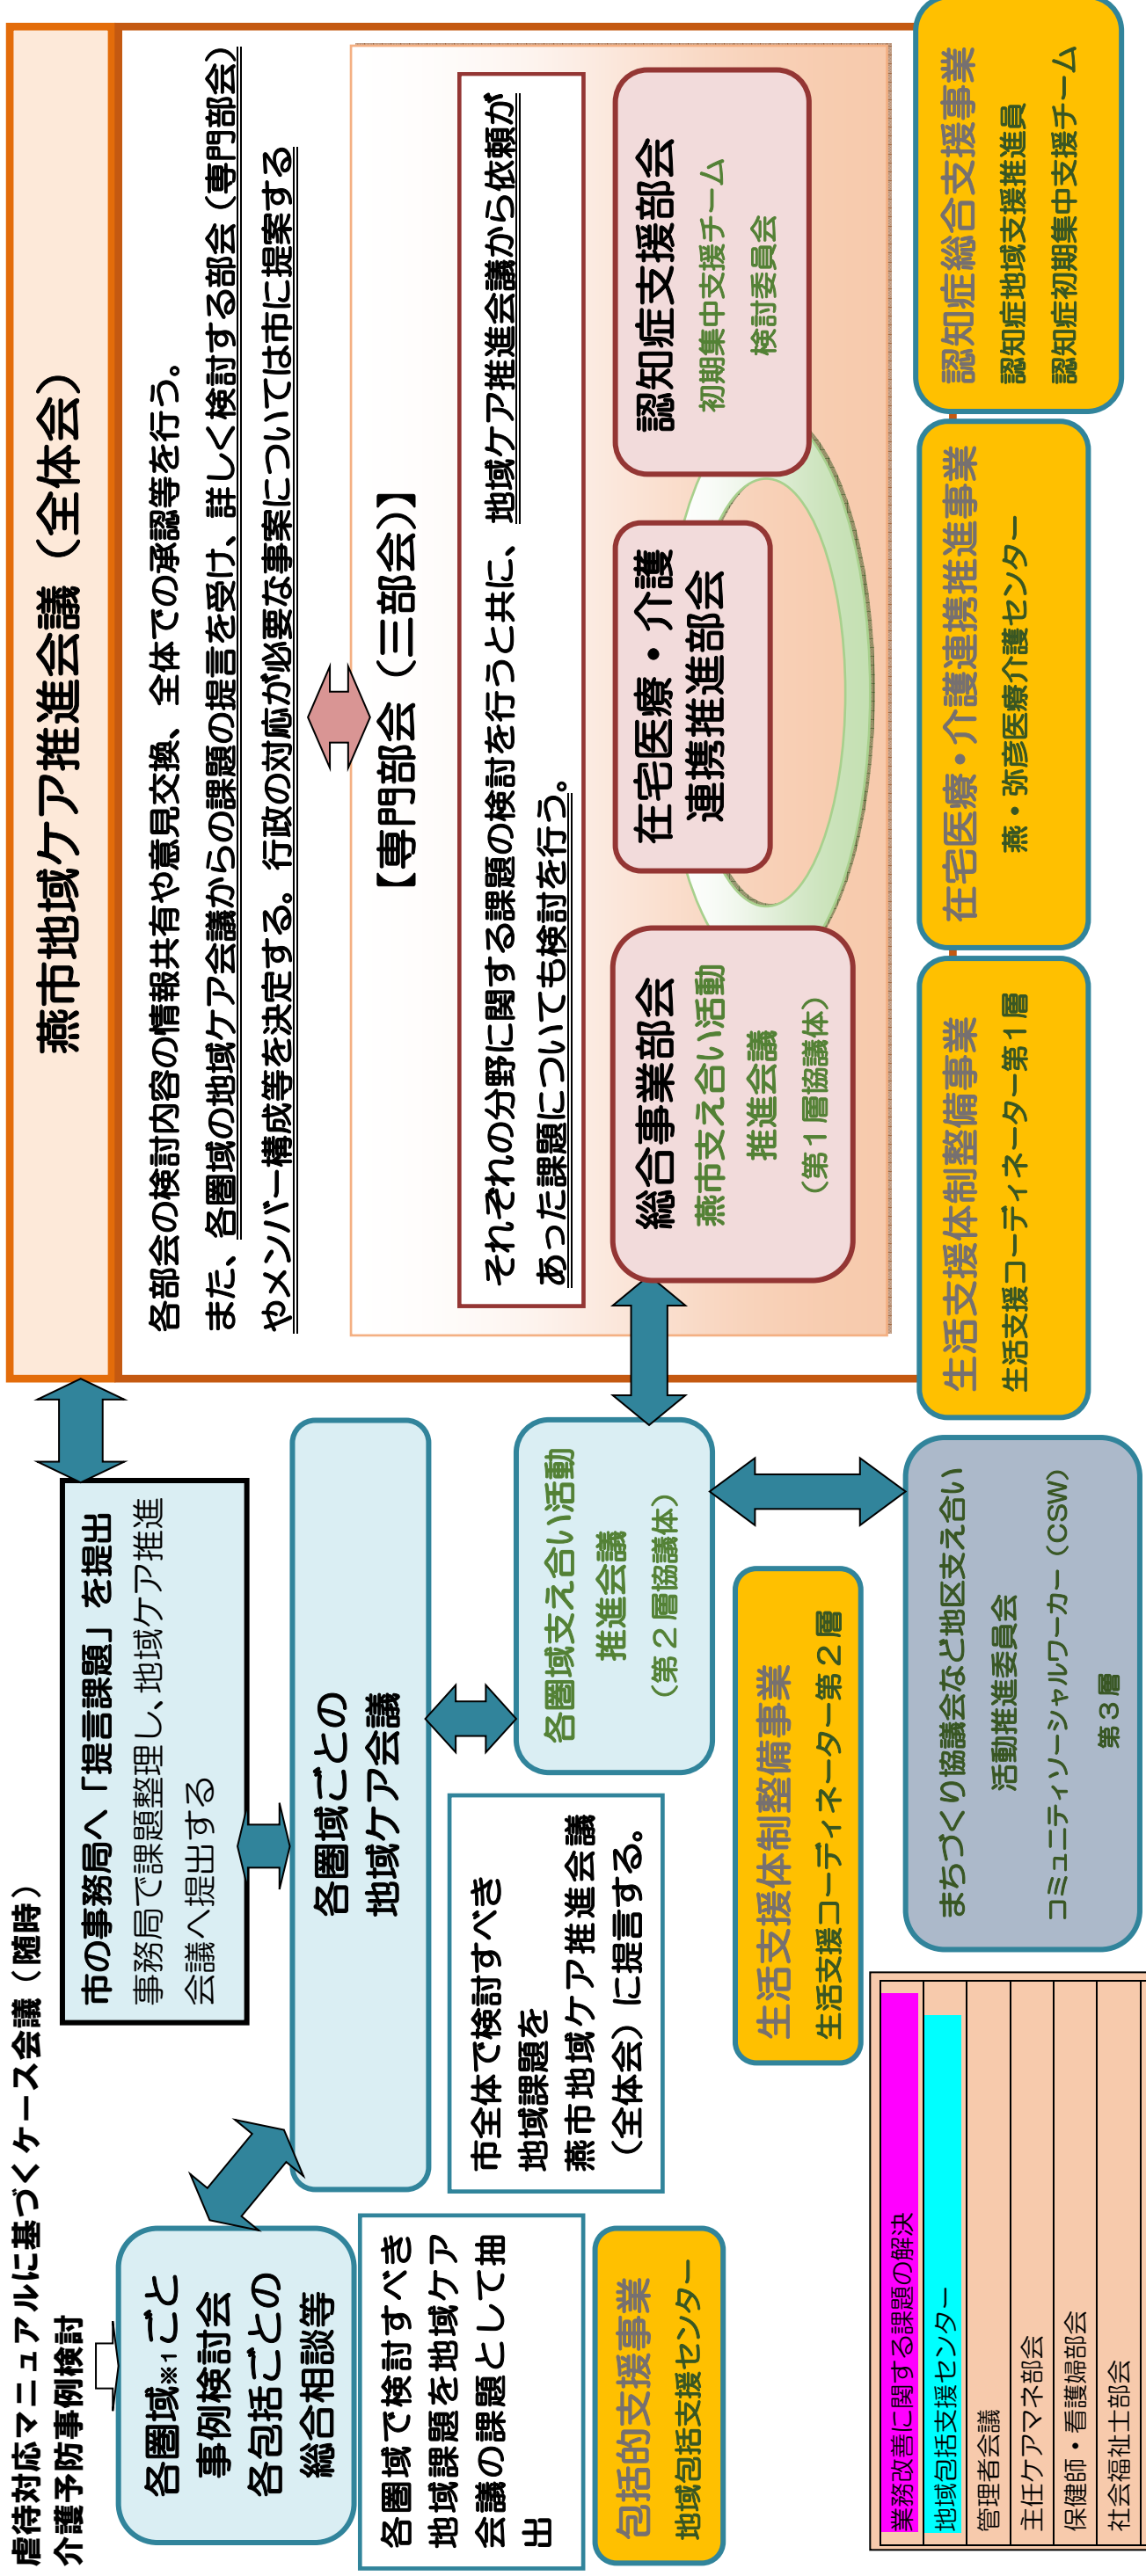 虐待対応マニュアルに基づくケース会議（随時）
介護予防事例検討
各圏域※1ごと
事例検討会
各包括ごとの
総合相談等
各圏域で検討すべき
地域課題を地域ケア
会議の課題として抽
出
包括的支援事業
地域包括支援センター
業務改善に関する課題の解決
地域包括支援センター
管理者会議
主任ケアマネ部会
保健師・看護婦部会
社会福祉士部会
市の事務局へ「提言課題」を提出
事務局で課題整理し、地域ケア推進
会議へ提出する
各圏域ごとの
地域ケア会議
市全体で検討すべき
地域課題を
燕市地域ケア推進会議
（全体会）に提言する。
各圏域支え合い活動
推進会議
（第２層協議体）
生活支援体制整備事業
生活支援コーディネーター第２層
まちづくり協議会など地区支え合い
活動推進委員会
コミュニティソーシャルワーカー（CSW）
第３層
燕市地域ケア推進会議（全体会）
各部会の検討内容の情報共有や意見交換、全体での承認等を行う。
また、各圏域の地域ケア会議からの課題の提言を受け、詳しく検討する部会（専門部会）
やメンバー構成等を決定する。行政の対応が必要な事案については市に提案する
【専門部会（三部会）】
それぞれの分野に関する課題の検討を行うと共に、地域ケア推進会議から依頼が
あった課題についても検討を行う。
総合事業部会
燕市支え合い活動
推進会議
（第１層協議体）
在宅医療・介護
連携推進部会
認知症支援部会
初期集中支援チーム
検討委員会
生活支援体制整備事業
生活支援コーディネーター第１層
在宅医療・介護連携推進事業
燕・弥彦医療介護センター
認知症総合支援事業
認知症地域支援推進員
認知症初期集中支援チーム